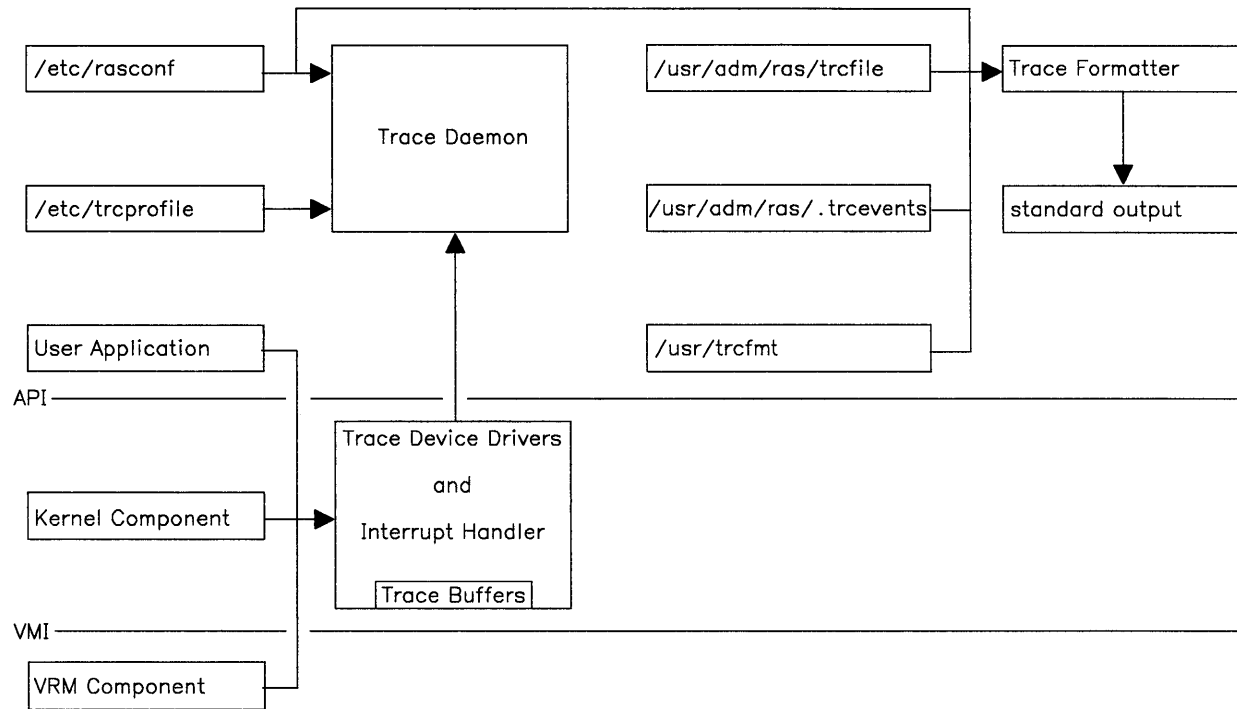 /etc/rasconf
/usr/adm/ras/trcfile
Trace Formatter
Trace Daemon
/etc/trcprofile
/usr/adm/ras/.trcevents
standard output
User Application
/usr/trcfmt
API
Trace Device Drivers
and
Kernel Component
Interrupt Handler
Trace Buffers
VMI
VRM Component